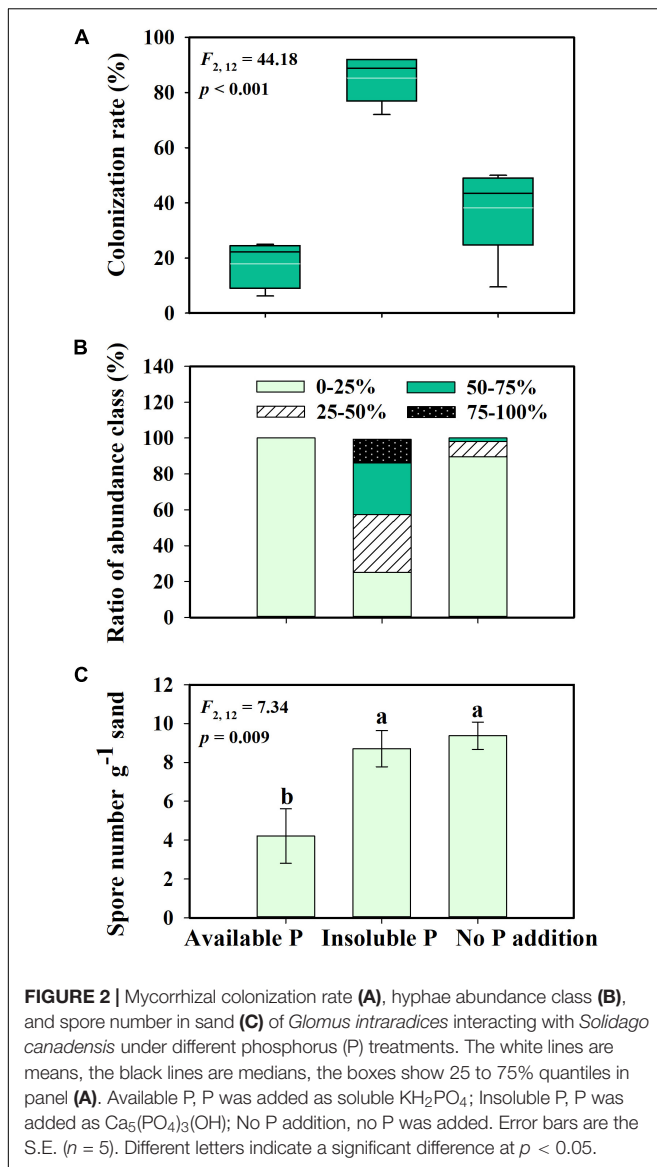 A
100
80
60
40
20
0
Colonization rate (%)
F2, 12 = 44.18
p < 0.001
B
140
120
100
80
60
40
20
0
Ratio of abundance class (%)
0-25% 50-75%
25-50% 75-100%
C
12
10
8
6
4
2
0
Spore number g-1 sand
F2, 12 = 7.34
p = 0.009
b
a
a
Available P Insoluble P No P addition
FIGURE 2 | Mycorrhizal colonization rate (A), hyphae abundance class (B),
and spore number in sand (C) of Glomus intraradices interacting with Solidago
canadensis under different phosphorus (P) treatments. The white lines are
means, the black lines are medians, the boxes show 25 to 75% quantiles in
panel (A). Available P, P was added as soluble KH2PO4; Insoluble P, P was
added as Ca5(PO4)3(OH); No P addition, no P was added. Error bars are the
S.E. (n = 5). Different letters indicate a significant difference at p < 0.05.